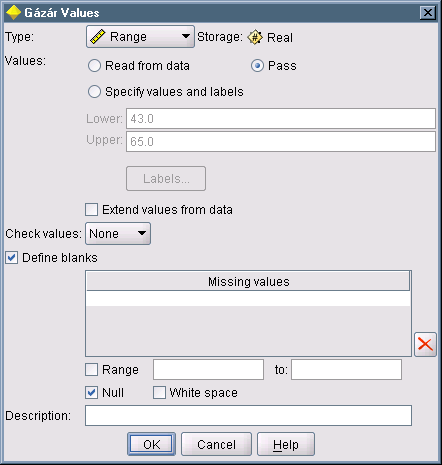 Gázár Values
Type: Range Storage: Real
Values: Read from data Pass
Specify values and labels
Lower: 43.0
Upper: 65.0
Labels...
Extend values from data
Check values: None
Define blanks
Missing values
Range to:
Null White space
Description:
OK Cancel Help